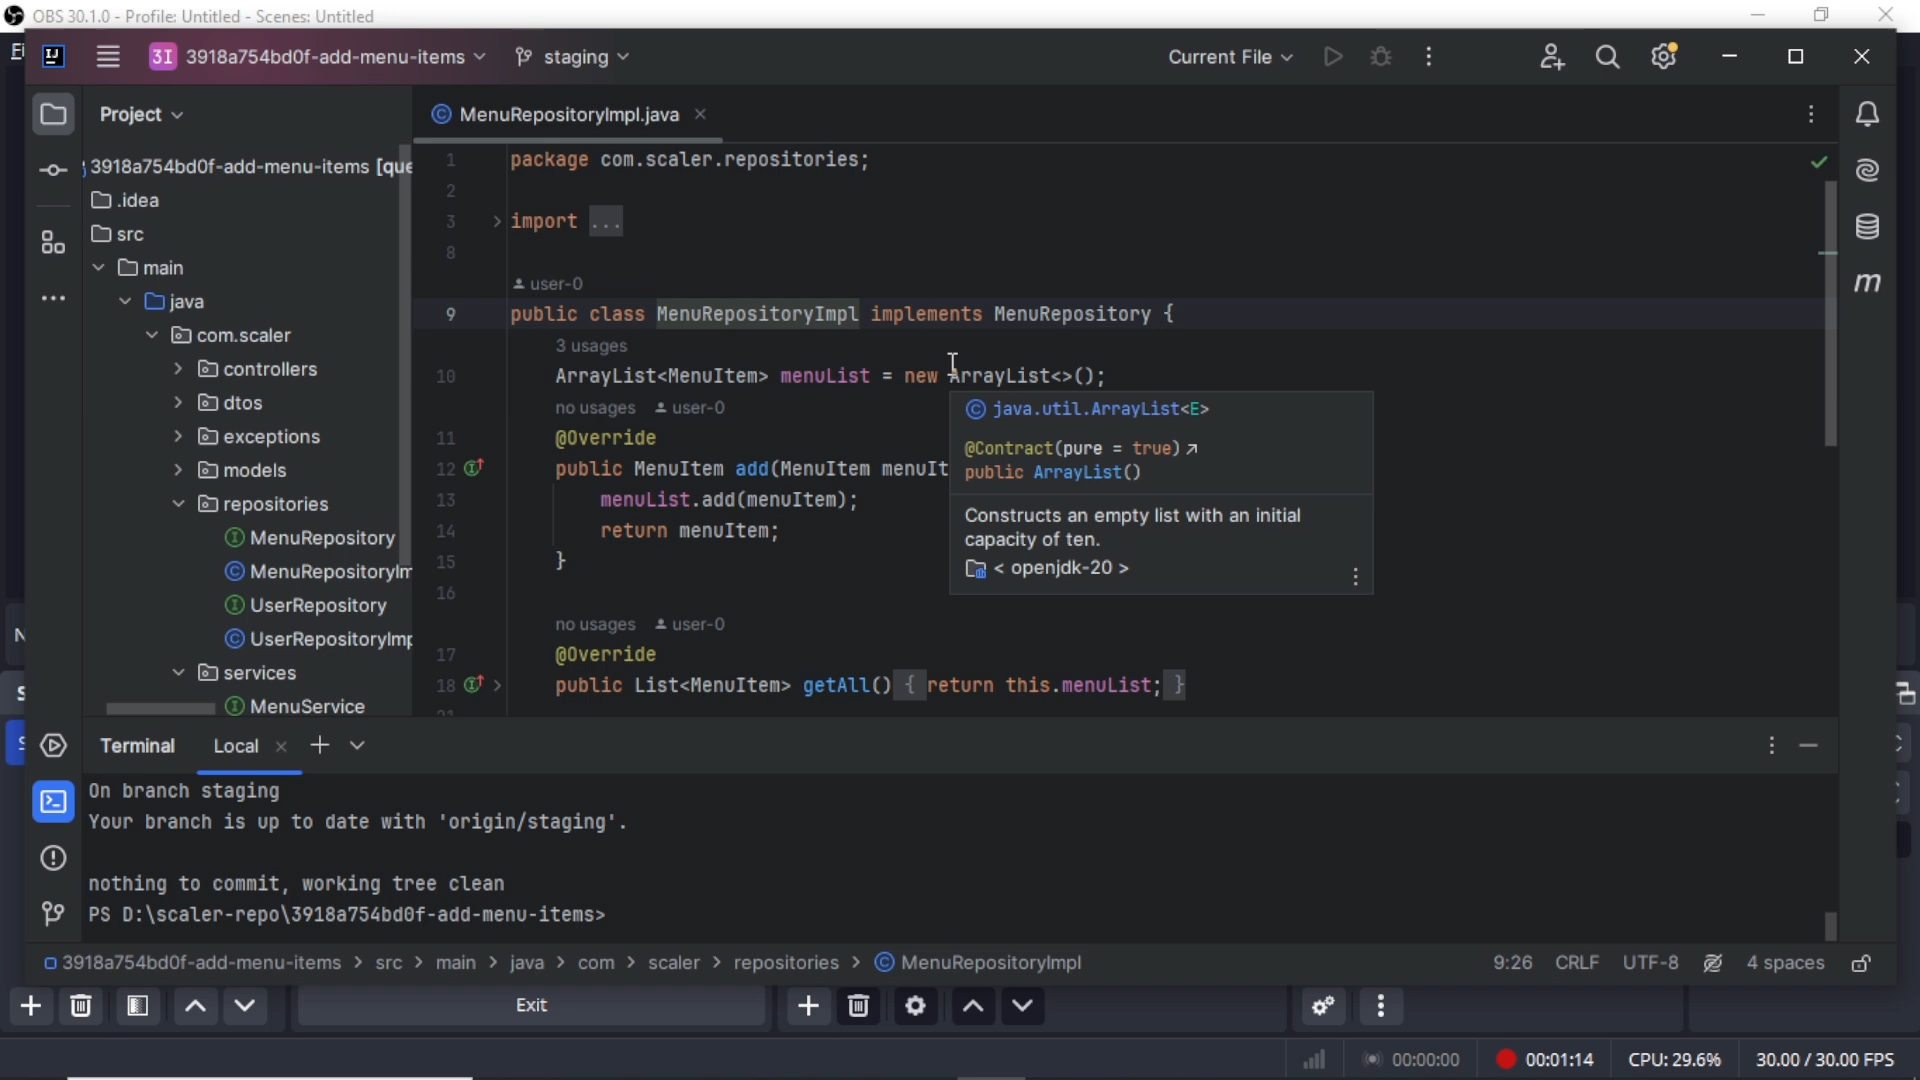 OBS 30.1.0 - Profile: Untitled - Scenes: Untitled
Fi
IJ
3I 3918a754bd0f-add-menu-items
staging
Current File
Project
MenuRepositoryImpl.java
3918a754bd0f-add-menu-items [que
.idea
src
main
java
com.scaler
controllers
dtos
exceptions
models
repositories
MenuRepository
MenuRepositoryIm
UserRepository
UserRepositoryImp
services
MenuService
1 package com.scaler.repositories;
2
3 import ...
8
user-0
9 public class MenuRepositoryImpl implements MenuRepository {
3 usages
10 ArrayList<MenuItem> menuList = new ArrayList<>();
no usages user-0
11 @Override
12 public MenuItem add(MenuItem menuIt
13 menuList.add(menuItem);
14 return menuItem;
15 }
16
no usages user-0
17 @Override
18 public List<MenuItem> getAll() { return this.menuList; }
21
java.util.ArrayList<E>
@Contract(pure = true)↗
public ArrayList()
Constructs an empty list with an initial
capacity of ten.
< openjdk-20 >
m
Terminal
Local
On branch staging
Your branch is up to date with 'origin/staging'.
nothing to commit, working tree clean
PS D:\scaler-repo\3918a754bd0f-add-menu-items>
3918a754bd0f-add-menu-items > src > main > java > com > scaler > repositories > MenuRepositoryImpl
9:26 CRLF UTF-8 4 spaces
Exit
00:00:00
00:01:14
CPU: 29.6%
30.00 / 30.00 FPS